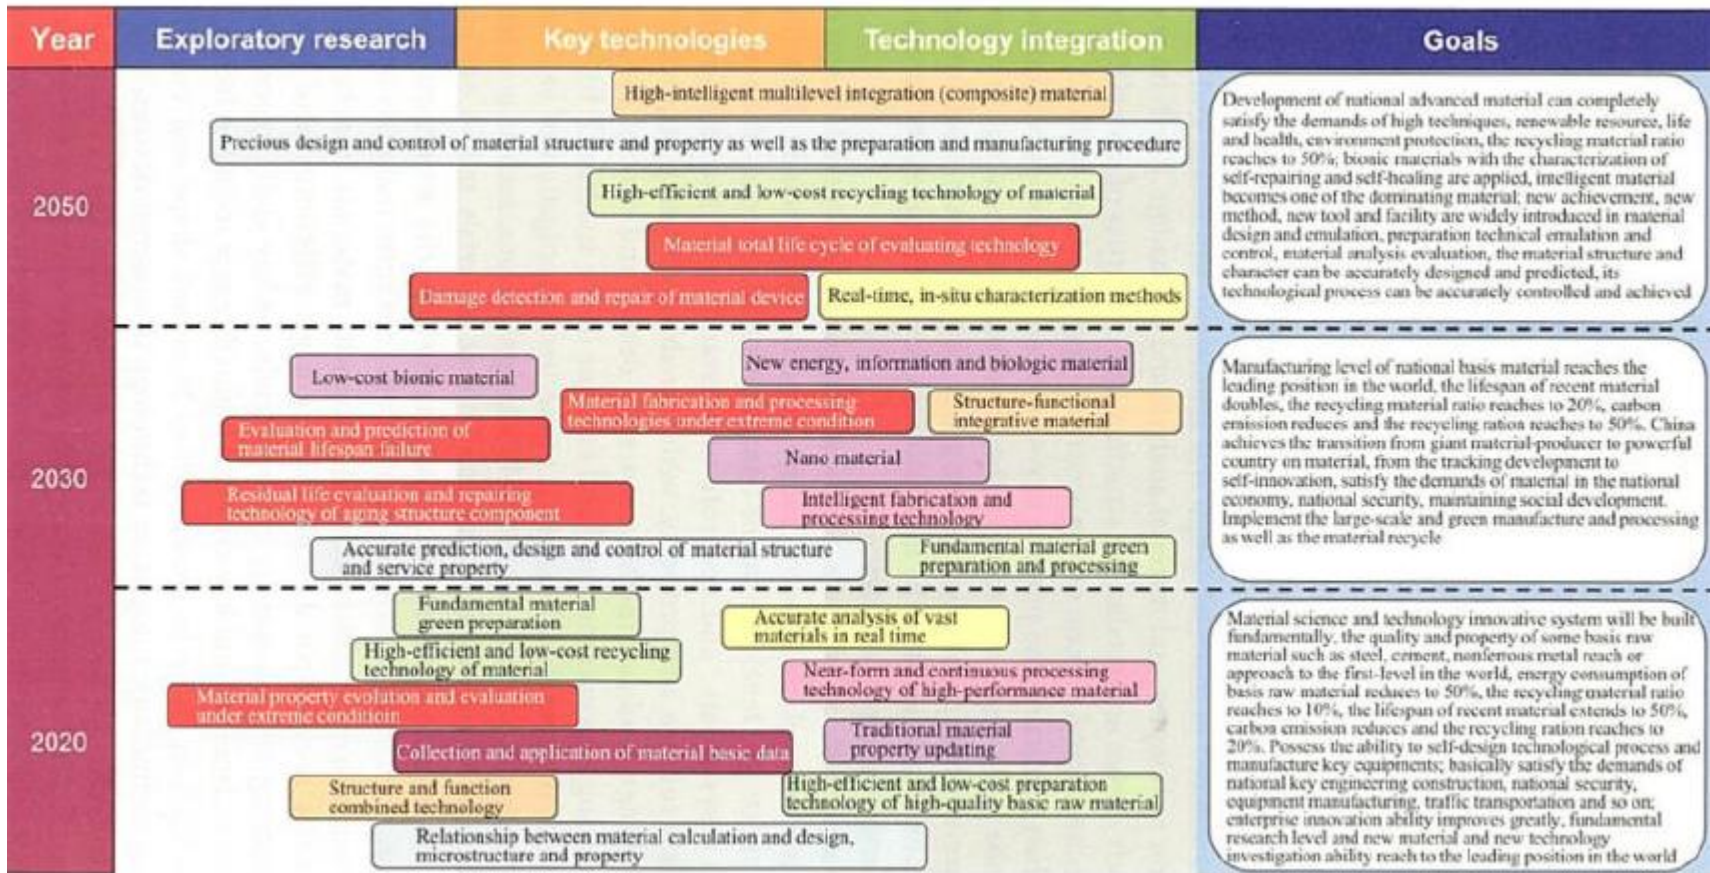 Year
Exploratory research
Key technologies
Technology integration
Goals
2050
High-intelligent multilevel integration (composite) material
Precious design and control of material structure and property as well as the preparation and manufacturing procedure
High-efficient and low-cost recycling technology of material
Material total life cycle of evaluating technology
Damage detection and repair of material device
Real-time, in-situ characterization methods
Development of national advanced material can completely
satisfy the demands of high techniques, renewable resource, life
and health, environment protection, the recycling material ratio
reaches to 50%; bionic materials with the characterization of
self-repairing and self-healing are applied, intelligent material
becomes one of the dominating material; new achievement, new
method, new tool and facility are widely introduced in material
design and emulation, preparation technical emulation and
control, material analysis evaluation, the material structure and
character can be accurately designed and predicted, its
technological process can be accurately controlled and achieved
2030
Low-cost bionic material
New energy, information and biologic material
Material fabrication and processing
technologies under extreme condition
Structure-functional
integrative material
Evaluation and prediction of
material lifespan failure
Nano material
Residual life evaluation and repairing
technology of aging structure component
Intelligent fabrication and
processing technology
Accurate prediction, design and control of material structure
and service property
Fundamental material green
preparation and processing
Manufacturing level of national basis material reaches the
leading position in the world, the lifespan of recent material
doubles, the recycling material ratio reaches to 20%, carbon
emission reduces and the recycling ration reaches to 50%. China
achieves the transition from giant material-producer to powerful
country on material, from the tracking development to
self-innovation, satisfy the demands of material in the national
economy, national security, maintaining social development.
Implement the large-scale and green manufacture and processing
as well as the material recycle
2020
Fundamental material
green preparation
Accurate analysis of vast
materials in real time
High-efficient and low-cost recycling
technology of material
Near-form and continuous processing
technology of high-performance material
Material property evolution and evaluation
under extreme conditioin
Traditional material
property updating
Collection and application of material basic data
Structure and function
combined technology
High-efficient and low-cost preparation
technology of high-quality basic raw material
Relationship between material calculation and design,
microstructure and property
Material science and technology innovative system will be built
fundamentally, the quality and property of some basic raw
material such as steel, cement, nonferrous metal reach or
approach to the first-level in the world, energy consumption of
basis raw material reduces to 50%, the recycling material ratio
reaches to 10%, the lifespan of recent material extends to 50%,
carbon emission reduces and the recycling ration reaches to
20%. Possess the ability to self-design technological process and
manufacture key equipments; basically satisfy the demands of
national key engineering construction, national security,
equipment manufacturing, traffic transportation and so on;
enterprise innovation ability improves greatly, fundamental
research level and new material and new technology
investigation ability reach to the leading position in the world